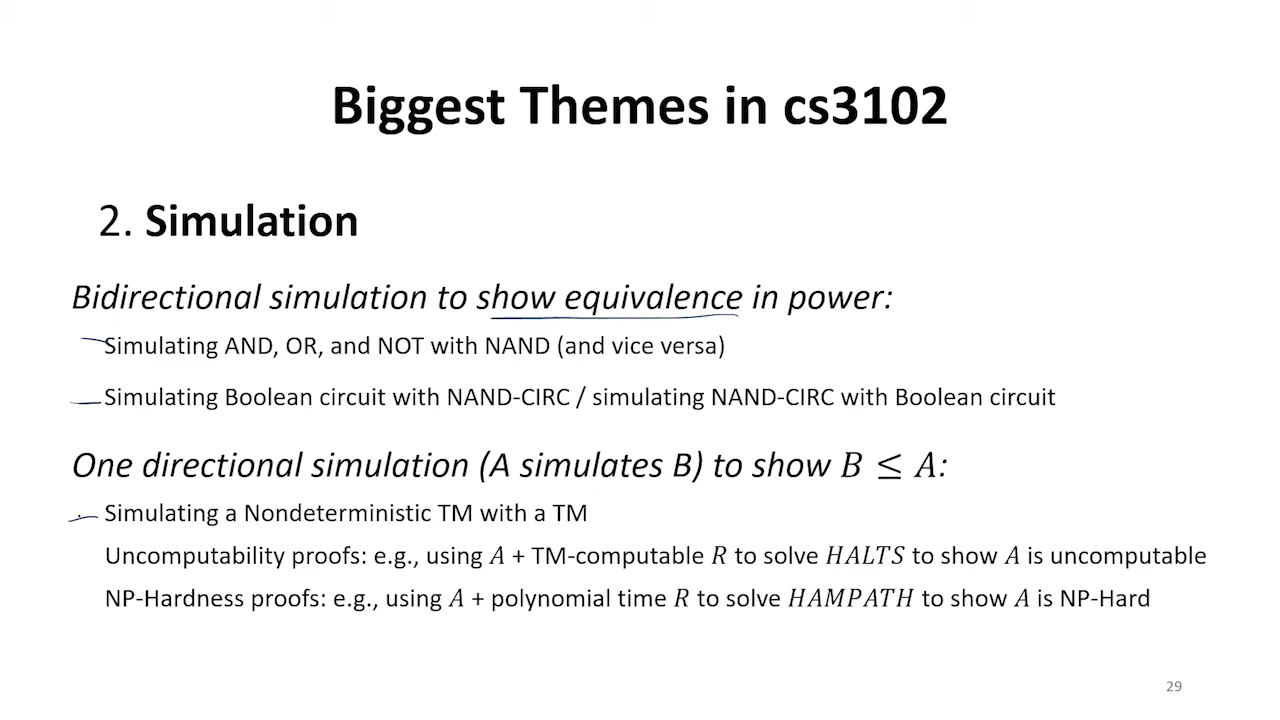 Biggest Themes in cs3102
2. Simulation
Bidirectional simulation to show equivalence in power:
Simulating AND, OR, and NOT with NAND (and vice versa)
Simulating Boolean circuit with NAND-CIRC / simulating NAND-CIRC with Boolean circuit
One directional simulation (A simulates B) to show 𝐵 ≤ 𝐴:
Simulating a Nondeterministic TM with a TM
Uncomputability proofs: e.g., using 𝐴 + TM-computable 𝑅 to solve 𝐻𝐴𝐿𝑇𝑆 to show 𝐴 is uncomputable
NP-Hardness proofs: e.g., using 𝐴 + polynomial time 𝑅 to solve 𝐻𝐴𝑀𝑃𝐴𝑇𝐻 to show 𝐴 is NP-Hard
29